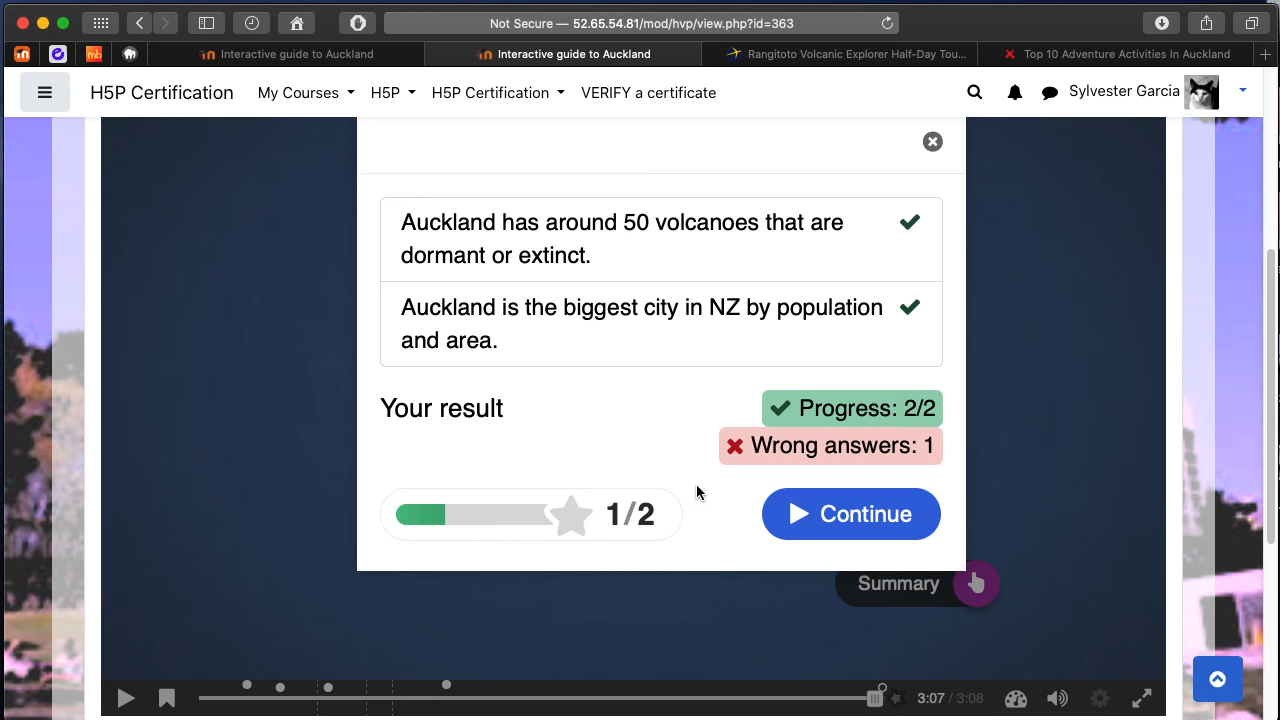 Not Secure — 52.65.54.81/mod/hvp/view.php?id=363
Interactive guide to Auckland
Interactive guide to Auckland
Rangitoto Volcanic Explorer Half-Day Tou...
Top 10 Adventure Activities In Auckland
H5P Certification
My Courses
H5P
H5P Certification
VERIFY a certificate
Sylvester Garcia
Auckland has around 50 volcanoes that are
dormant or extinct.
Auckland is the biggest city in NZ by population
and area.
Your result
Progress: 2/2
Wrong answers: 1
1/2
Continue
Summary
3:07 / 3:08